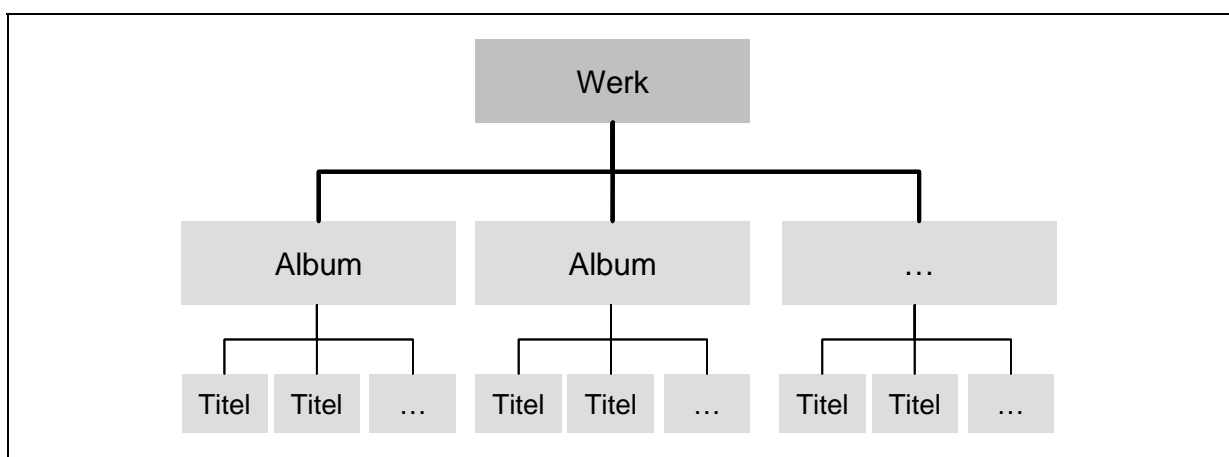 Werk
Album Album …
Titel Titel … Titel Titel … Titel Titel …